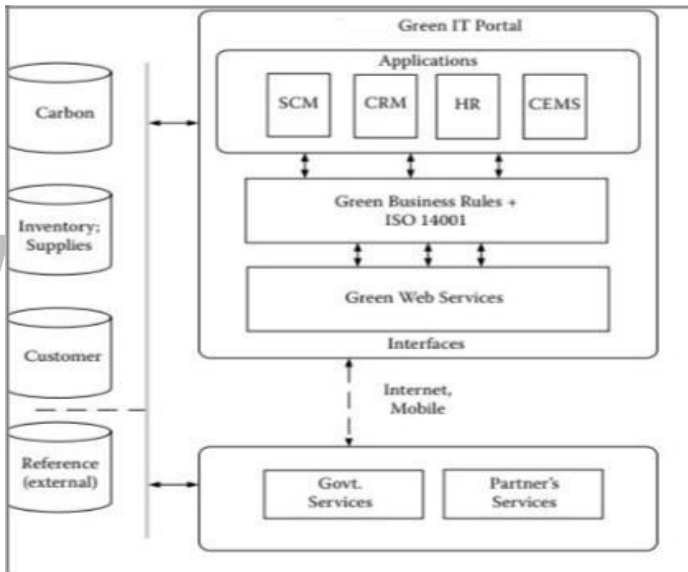 Green IT Portal
Applications
SCM
CRM
HR
CEMS
Carbon
Green Business Rules +
ISO 14001
Inventory;
Supplies
Green Web Services
Interfaces
Customer
Internet,
Mobile
Reference
(external)
Govt.
Services
Partner's
Services